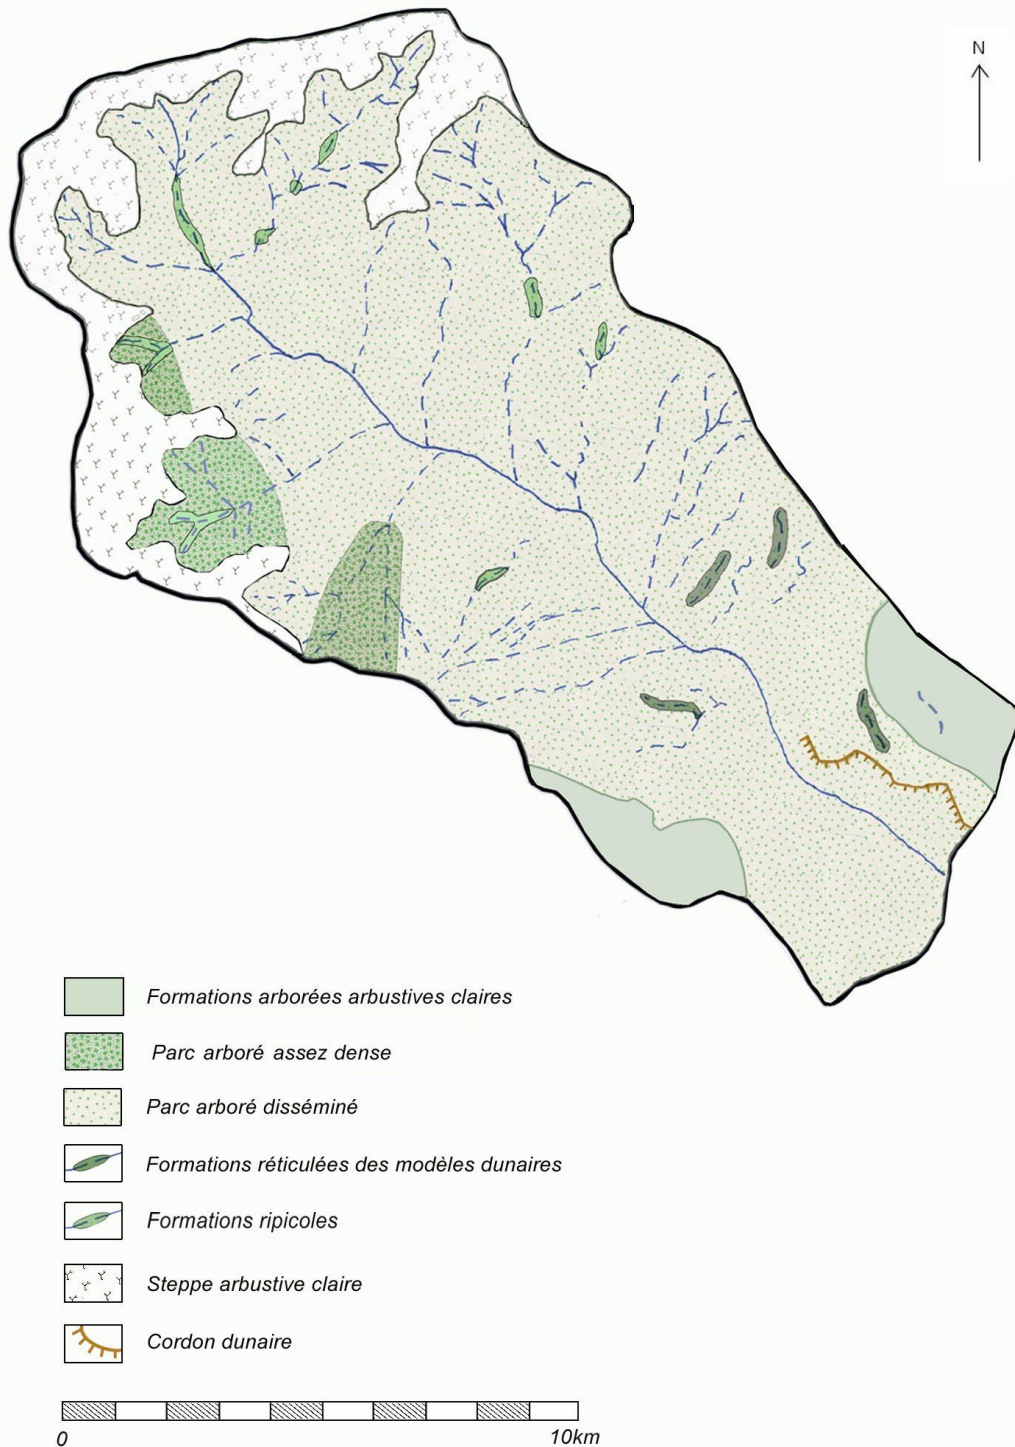 N
Formations arborées arbustives claires
Parc arboré assez dense
Parc arboré disséminé
Formations réticulées des modèles dunaires
Formations ripicoles
Steppe arbustive claire
Cordon dunaire
0 10km